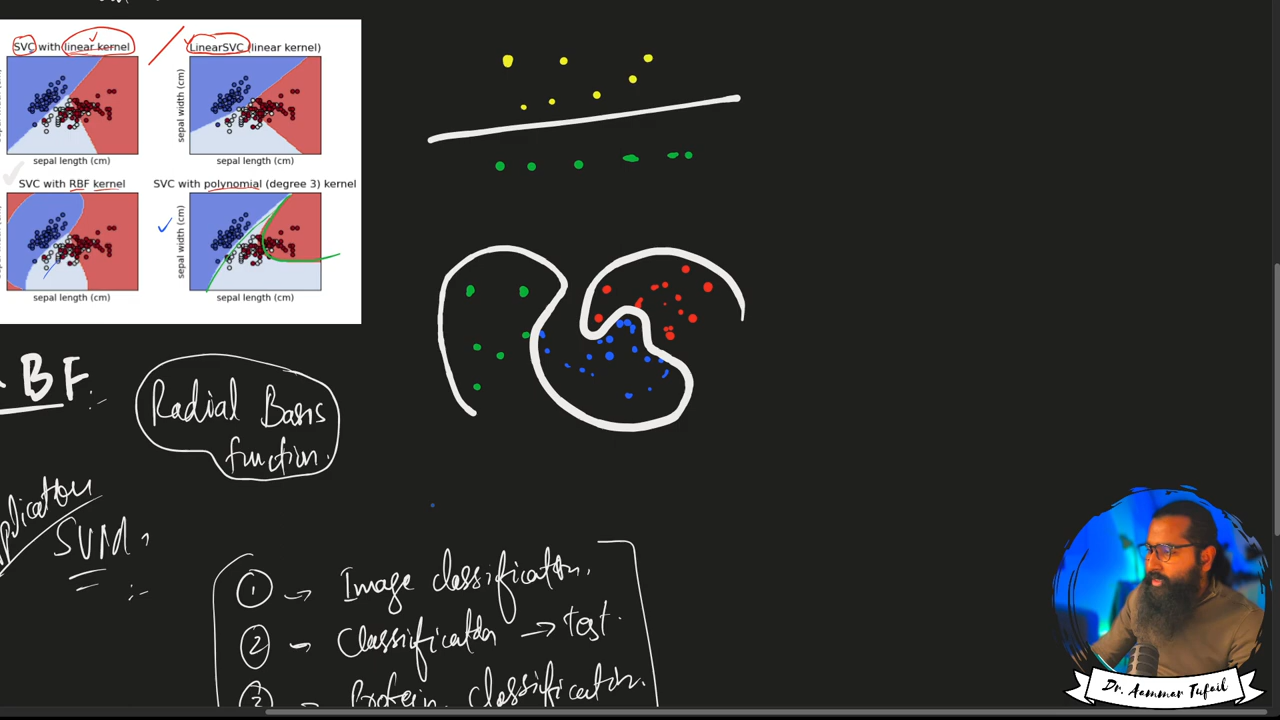 SVC with linear kernel
LinearSVC (linear kernel)
sepal width (cm)
sepal length (cm)
sepal length (cm)
SVC with RBF kernel
SVC with polynomial (degree 3) kernel
sepal width (cm)
sepal length (cm)
sepal length (cm)
BF
Radial Basis
function.
plication
SVM
① → Image classification.
② → Classification → Text.
③ → Protein classification.
Dr. Aammar Tufail